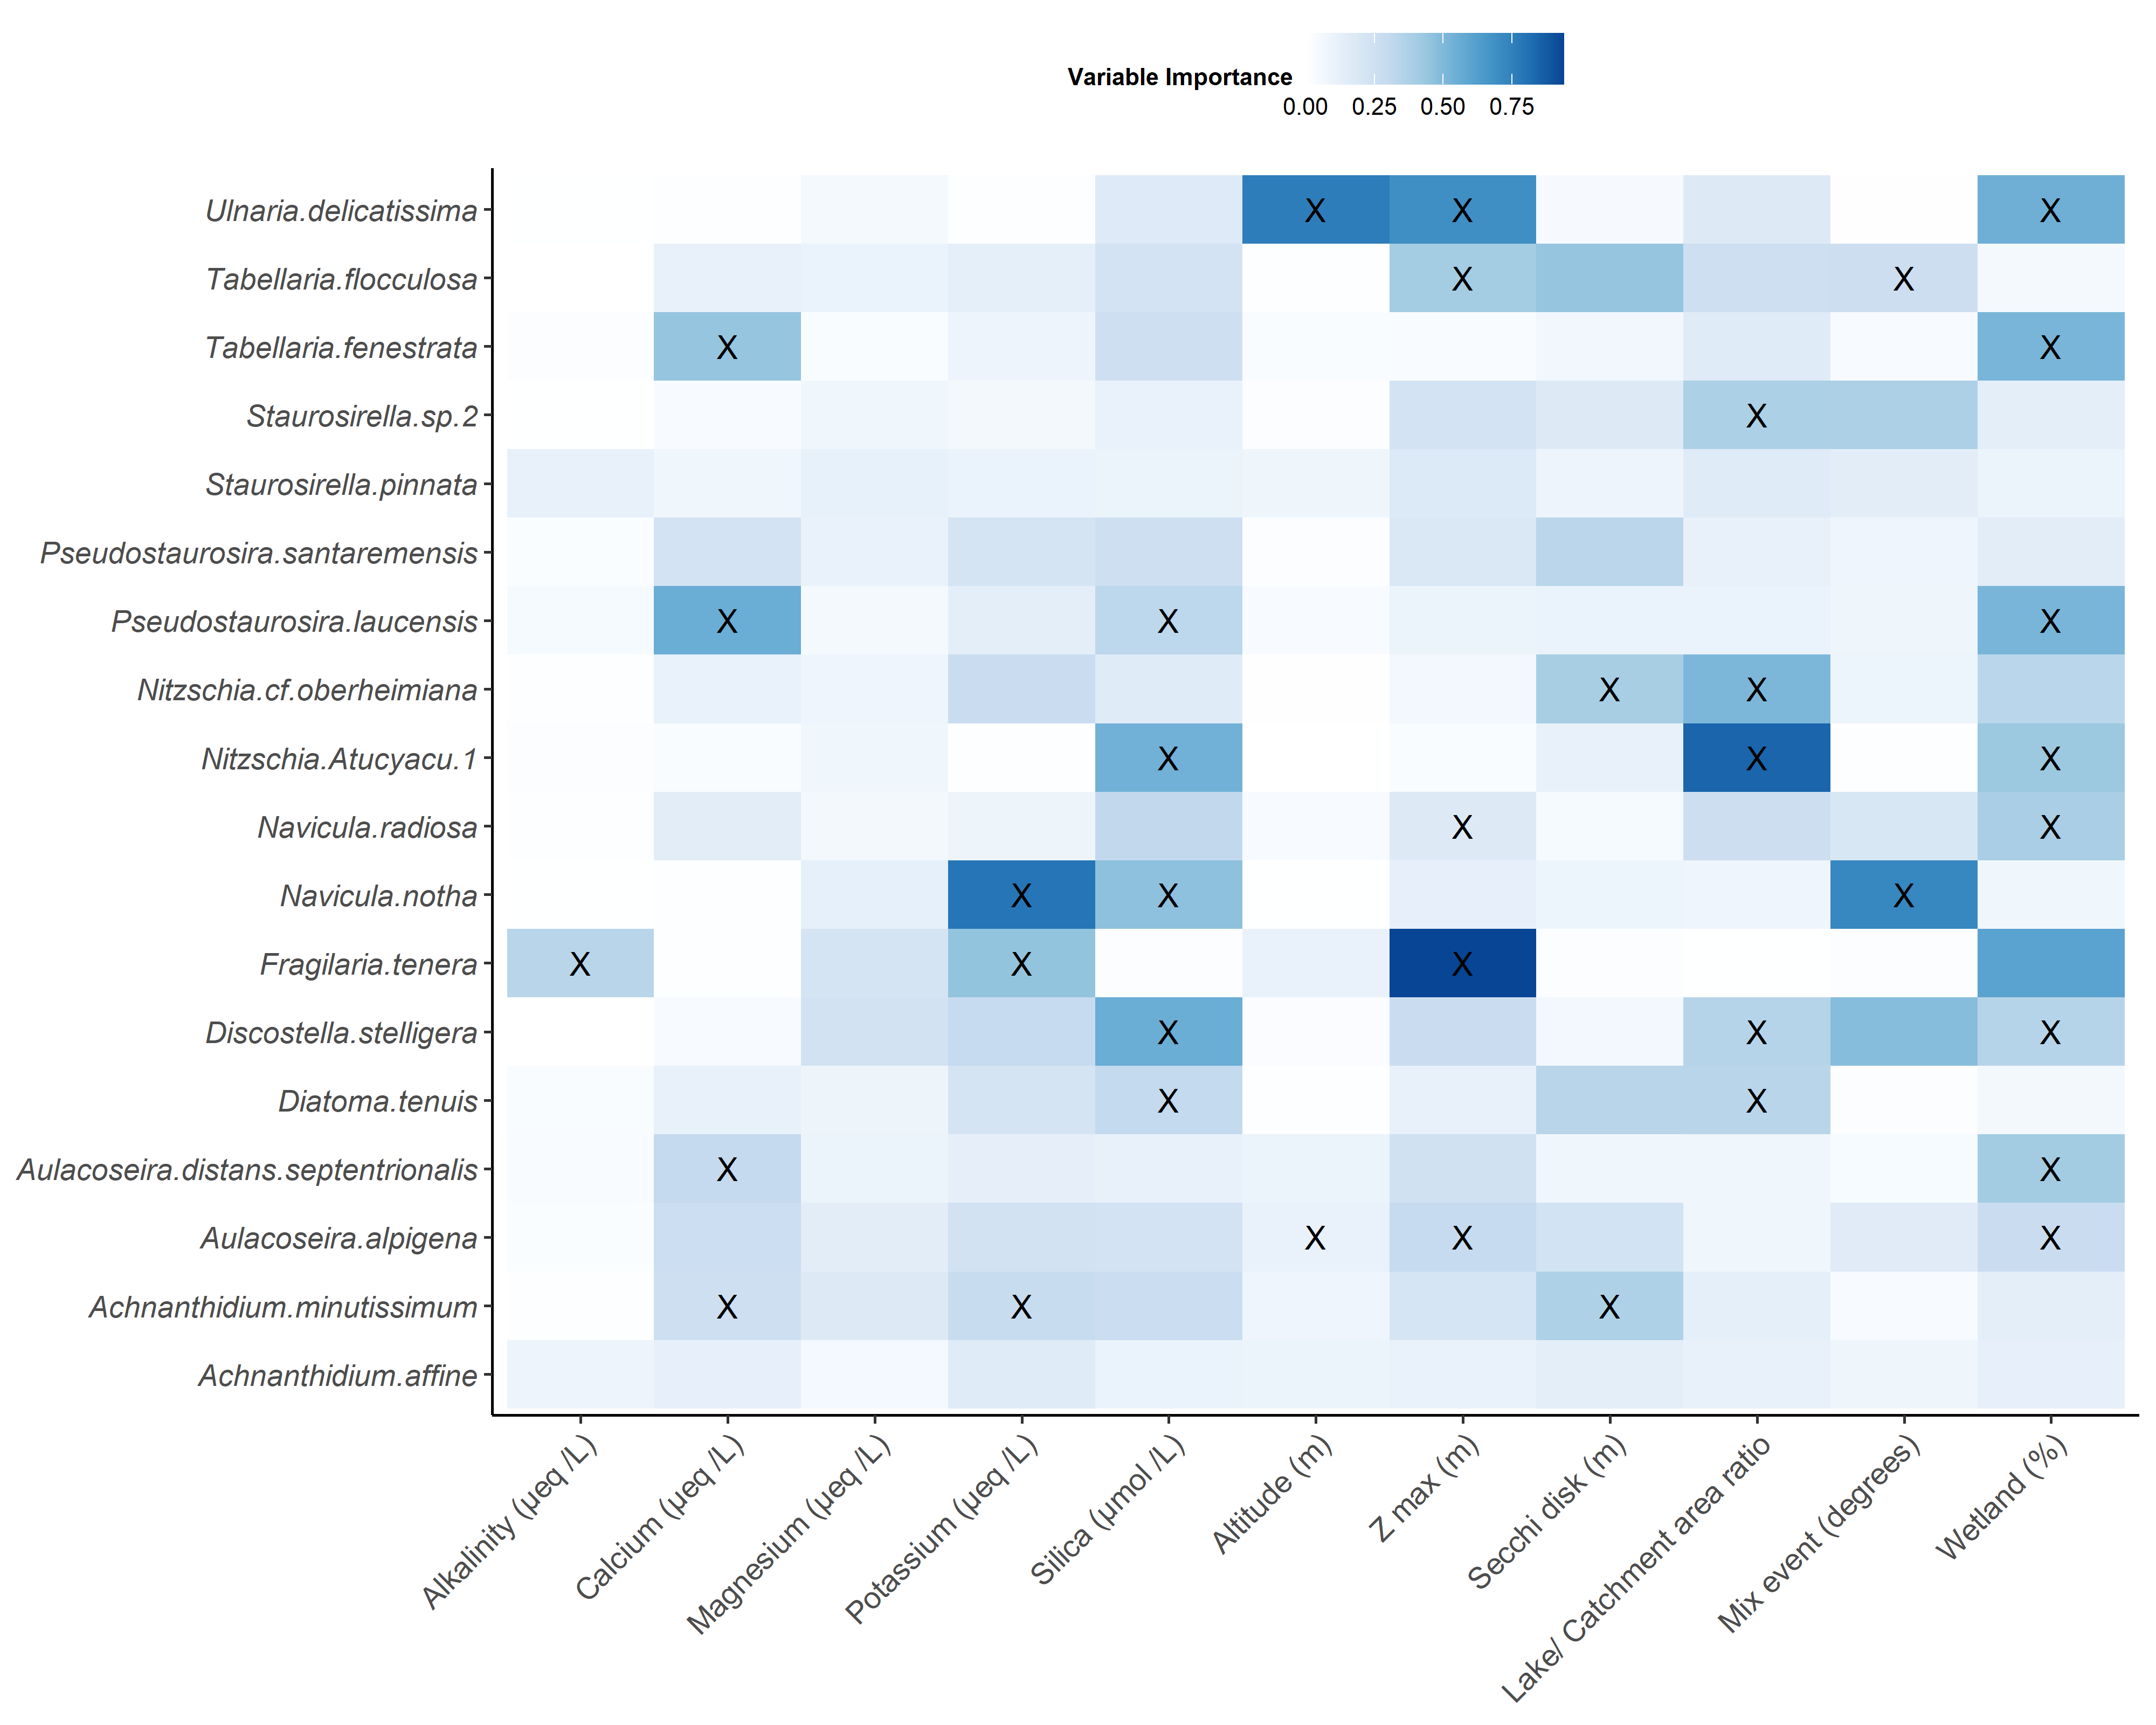 Variable Importance
0.00 0.25 0.50 0.75
Ulnaria.delicatissima X X X
Tabellaria.flocculosa X X
Tabellaria.fenestrata X X
Staurosirella.sp.2 X
Staurosirella.pinnata
Pseudostaurosira.santaremensis
Pseudostaurosira.laucensis X X X
Nitzschia.cf.oberheimiana X X
Nitzschia.Atucyacu.1 X X X
Navicula.radiosa X X
Navicula.notha X X X
Fragilaria.tenera X X X
Discostella.stelligera X X X
Diatoma.tenuis X X
Aulacoseira.distans.septentrionalis X X
Aulacoseira.alpigena X X X
Achnanthidium.minutissimum X X X
Achnanthidium.affine
Alkalinity (µeq /L)
Calcium (µeq /L)
Magnesium (µeq /L)
Potassium (µeq /L)
Silica (µmol /L)
Altitude (m)
Z max (m)
Secchi disk (m)
Lake/ Catchment area ratio
Mix event (degrees)
Wetland (%)